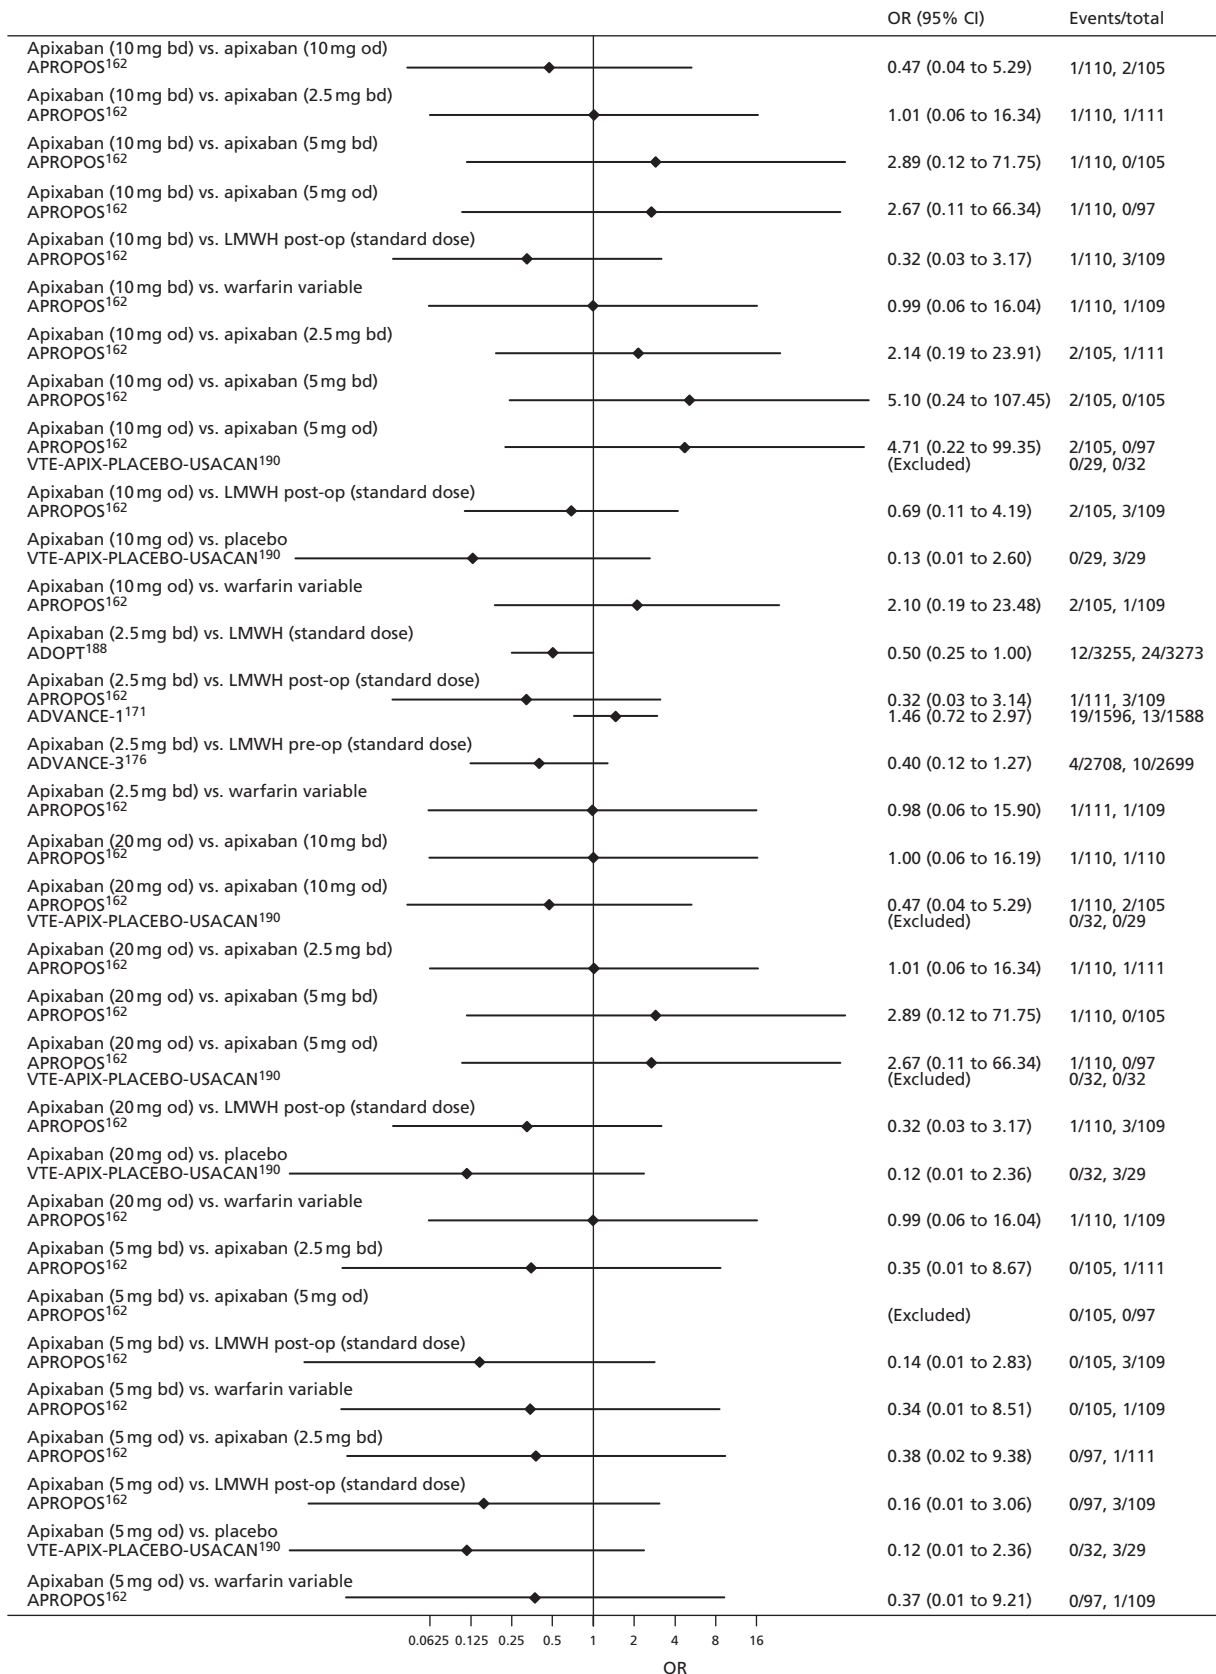 OR (95% CI) Events/total
Apixaban (10 mg bd) vs. apixaban (10 mg od)
APROPOS162 0.47 (0.04 to 5.29) 1/110, 2/105
Apixaban (10 mg bd) vs. apixaban (2.5 mg bd)
APROPOS162 1.01 (0.06 to 16.34) 1/110, 1/111
Apixaban (10 mg bd) vs. apixaban (5 mg bd)
APROPOS162 2.89 (0.12 to 71.75) 1/110, 0/105
Apixaban (10 mg bd) vs. apixaban (5 mg od)
APROPOS162 2.67 (0.11 to 66.34) 1/110, 0/97
Apixaban (10 mg bd) vs. LMWH post-op (standard dose)
APROPOS162 0.32 (0.03 to 3.17) 1/110, 3/109
Apixaban (10 mg bd) vs. warfarin variable
APROPOS162 0.99 (0.06 to 16.04) 1/110, 1/109
Apixaban (10 mg od) vs. apixaban (2.5 mg bd)
APROPOS162 2.14 (0.19 to 23.91) 2/105, 1/111
Apixaban (10 mg od) vs. apixaban (5 mg bd)
APROPOS162 5.10 (0.24 to 107.45) 2/105, 0/105
Apixaban (10 mg od) vs. apixaban (5 mg od)
APROPOS162 4.71 (0.22 to 99.35) 2/105, 0/97
VTE-APIX-PLACEBO-USACAN190 (Excluded) 0/29, 0/32
Apixaban (10 mg od) vs. LMWH post-op (standard dose)
APROPOS162 0.69 (0.11 to 4.19) 2/105, 3/109
Apixaban (10 mg od) vs. placebo
VTE-APIX-PLACEBO-USACAN190 0.13 (0.01 to 2.60) 0/29, 3/29
Apixaban (10 mg od) vs. warfarin variable
APROPOS162 2.10 (0.19 to 23.48) 2/105, 1/109
Apixaban (2.5 mg bd) vs. LMWH (standard dose)
ADOPT188 0.50 (0.25 to 1.00) 12/3255, 24/3273
Apixaban (2.5 mg bd) vs. LMWH post-op (standard dose)
APROPOS162 0.32 (0.03 to 3.14) 1/111, 3/109
ADVANCE-1171 1.46 (0.72 to 2.97) 19/1596, 13/1588
Apixaban (2.5 mg bd) vs. LMWH pre-op (standard dose)
ADVANCE-3176 0.40 (0.12 to 1.27) 4/2708, 10/2699
Apixaban (2.5 mg bd) vs. warfarin variable
APROPOS162 0.98 (0.06 to 15.90) 1/111, 1/109
Apixaban (20 mg od) vs. apixaban (10 mg bd)
APROPOS162 1.00 (0.06 to 16.19) 1/110, 1/110
Apixaban (20 mg od) vs. apixaban (10 mg od)
APROPOS162 0.47 (0.04 to 5.29) 1/110, 2/105
VTE-APIX-PLACEBO-USACAN190 (Excluded) 0/32, 0/29
Apixaban (20 mg od) vs. apixaban (2.5 mg bd)
APROPOS162 1.01 (0.06 to 16.34) 1/110, 1/111
Apixaban (20 mg od) vs. apixaban (5 mg bd)
APROPOS162 2.89 (0.12 to 71.75) 1/110, 0/105
Apixaban (20 mg od) vs. apixaban (5 mg od)
APROPOS162 2.67 (0.11 to 66.34) 1/110, 0/97
VTE-APIX-PLACEBO-USACAN190 (Excluded) 0/32, 0/32
Apixaban (20 mg od) vs. LMWH post-op (standard dose)
APROPOS162 0.32 (0.03 to 3.17) 1/110, 3/109
Apixaban (20 mg od) vs. placebo
VTE-APIX-PLACEBO-USACAN190 0.12 (0.01 to 2.36) 0/32, 3/29
Apixaban (20 mg od) vs. warfarin variable
APROPOS162 0.99 (0.06 to 16.04) 1/110, 1/109
Apixaban (5 mg bd) vs. apixaban (2.5 mg bd)
APROPOS162 0.35 (0.01 to 8.67) 0/105, 1/111
Apixaban (5 mg bd) vs. apixaban (5 mg od)
APROPOS162 (Excluded) 0/105, 0/97
Apixaban (5 mg bd) vs. LMWH post-op (standard dose)
APROPOS162 0.14 (0.01 to 2.83) 0/105, 3/109
Apixaban (5 mg bd) vs. warfarin variable
APROPOS162 0.34 (0.01 to 8.51) 0/105, 1/109
Apixaban (5 mg od) vs. apixaban (2.5 mg bd)
APROPOS162 0.38 (0.02 to 9.38) 0/97, 1/111
Apixaban (5 mg od) vs. LMWH post-op (standard dose)
APROPOS162 0.16 (0.01 to 3.06) 0/97, 3/109
Apixaban (5 mg od) vs. placebo
VTE-APIX-PLACEBO-USACAN190 0.12 (0.01 to 2.36) 0/32, 3/29
Apixaban (5 mg od) vs. warfarin variable
APROPOS162 0.37 (0.01 to 9.21) 0/97, 1/109
0.0625 0.125 0.25 0.5 1 2 4 8 16
OR